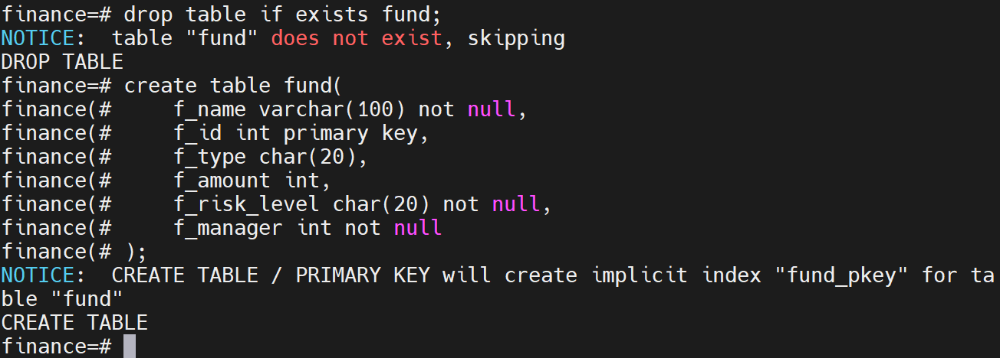 finance=# drop table if exists fund;
NOTICE:  table "fund" does not exist, skipping
DROP TABLE
finance=# create table fund(
finance(#     f_name varchar(100) not null,
finance(#     f_id int primary key,
finance(#     f_type char(20),
finance(#     f_amount int,
finance(#     f_risk_level char(20) not null,
finance(#     f_manager int not null
finance(# );
NOTICE:  CREATE TABLE / PRIMARY KEY will create implicit index "fund_pkey" for ta
ble "fund"
CREATE TABLE
finance=#